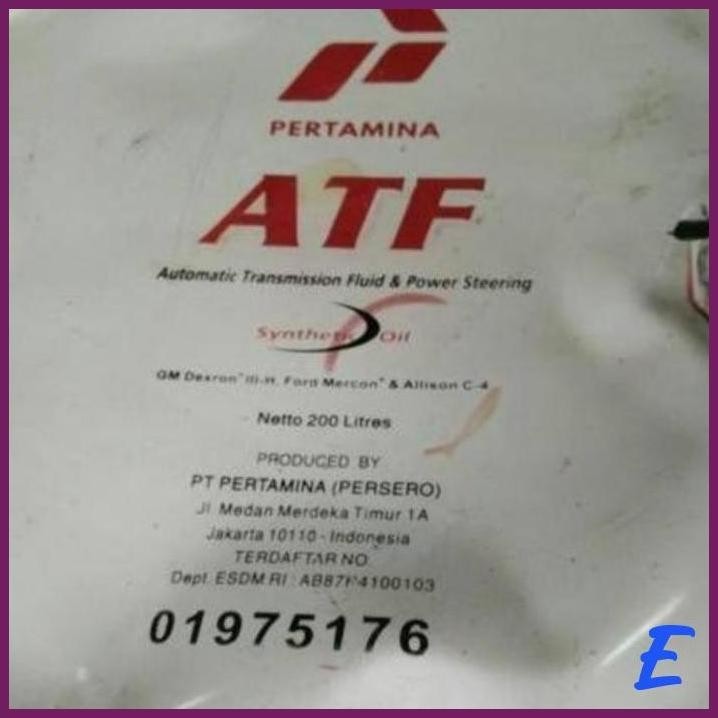 PERTAMINA
ATF
Automatic Transmission Fluid & Power Steering
Synthetic Oil
GM Dexron® III-H, Ford Mercon® & Allison C-4
Netto 200 Litres
PRODUCED BY
PT PERTAMINA (PERSERO)
Jl. Medan Merdeka Timur 1A
Jakarta 10110 - Indonesia
TERDAFTAR NO.
Dept. ESDM RI :
01975176
E